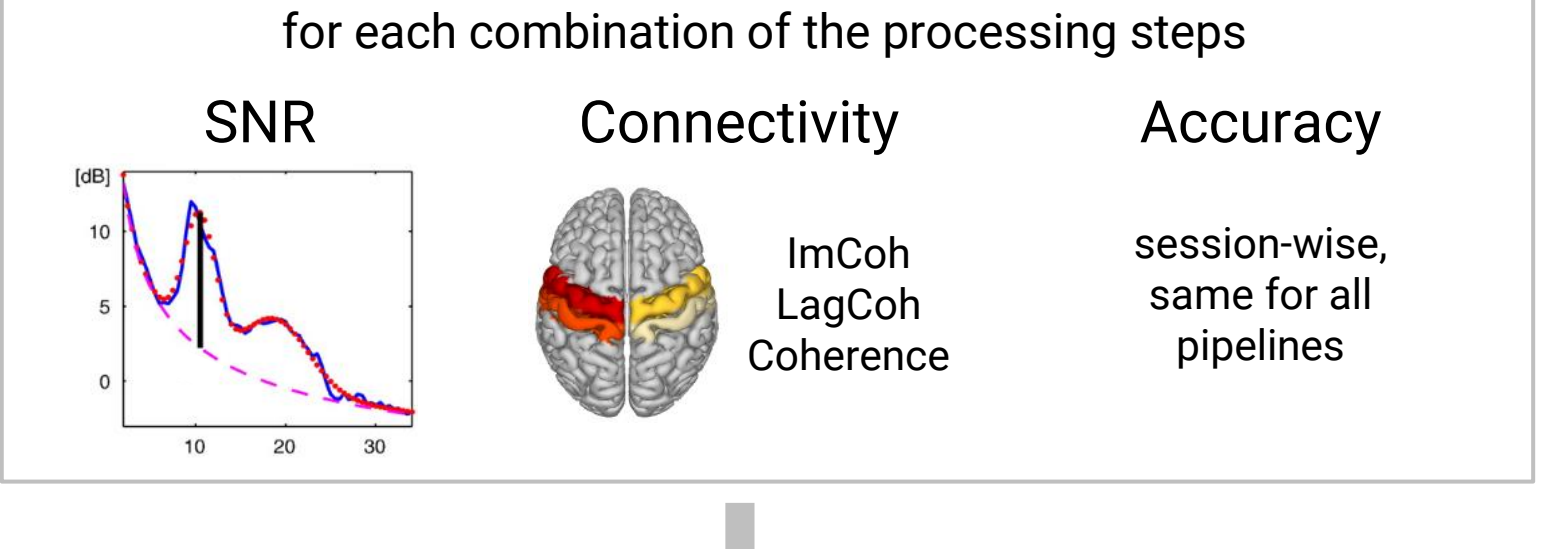 for each combination of the processing steps
SNR
Connectivity
Accuracy
[dB]
10
5
0
10 20 30
ImCoh
LagCoh
Coherence
session-wise,
same for all
pipelines